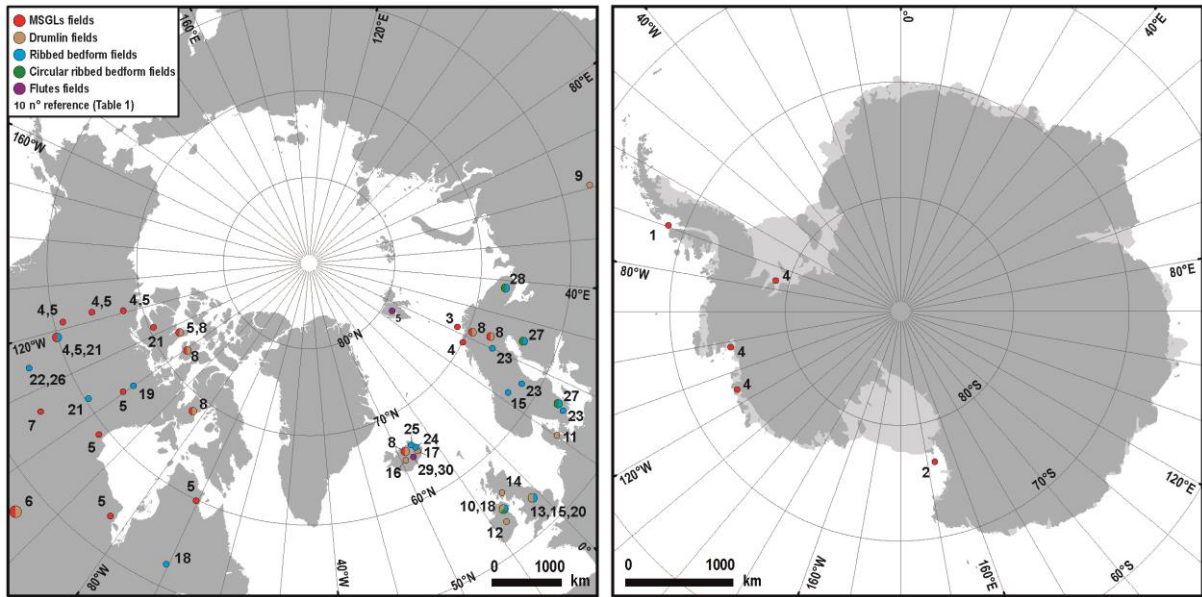 MSGLs fields
Drumlin fields
Ribbed bedform fields
Circular ribbed bedform fields
Flutes fields
10 n° reference (Table 1)
160°E
120°E
80°E
160°W
9
40°E
28
4,5
4,5
4,5
21
5,8
8
120°W
4,5,21
22,26
21
5
19
7
5
8
6
5
5
18
80°W
80°N
5
3
4
8
8
23
27
15
23
27
23
11
70°N
25
24
8
17
16
29,30
60°N
14
10,18
13,15,20
12
40°W
50°N
0°
0 1000 km
40°W
0°
40°E
1
4
80°W
80°E
4
4
80°S
2
120°W
70°S
120°E
160°W
160°E
60°S
0 1000 km